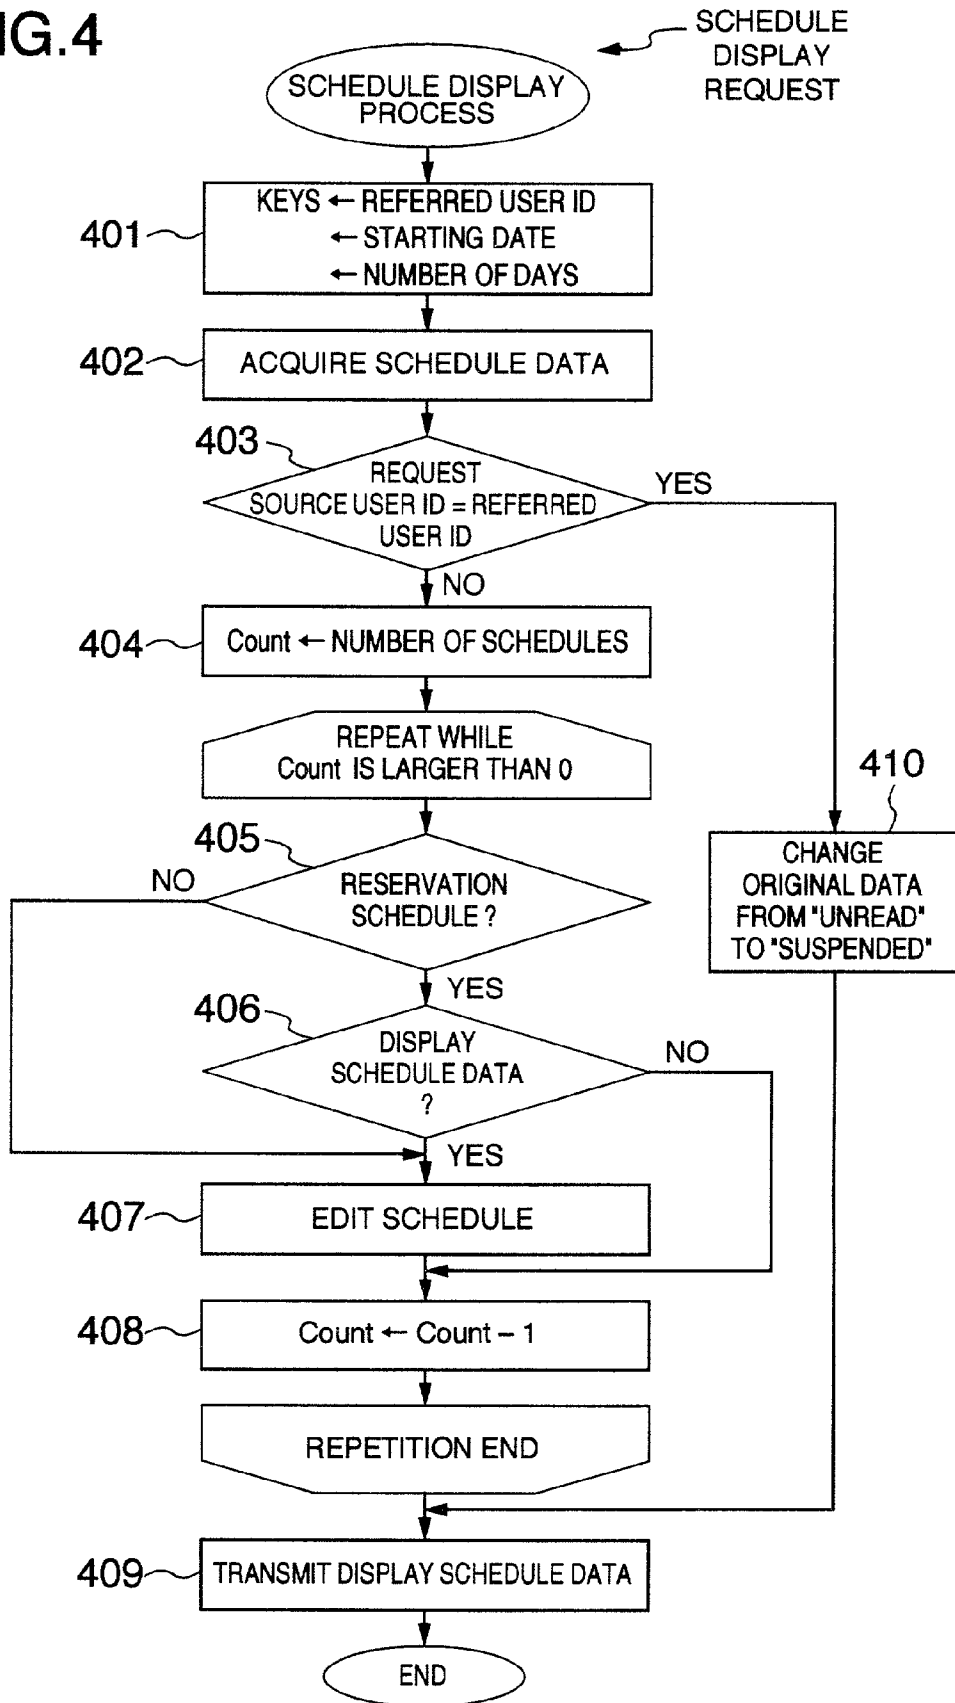 IG.4
SCHEDULE
DISPLAY
REQUEST
SCHEDULE DISPLAY
PROCESS
401
KEYS ← REFERRED USER ID
← STARTING DATE
← NUMBER OF DAYS
402
ACQUIRE SCHEDULE DATA
403
REQUEST
SOURCE USER ID = REFERRED
USER ID
YES
NO
404
Count ← NUMBER OF SCHEDULES
REPEAT WHILE
Count IS LARGER THAN 0
410
CHANGE
ORIGINAL DATA
FROM "UNREAD"
TO "SUSPENDED"
405
NO
RESERVATION
SCHEDULE ?
YES
406
DISPLAY
SCHEDULE DATA
?
NO
YES
407
EDIT SCHEDULE
408
Count ← Count – 1
REPETITION END
409
TRANSMIT DISPLAY SCHEDULE DATA
END